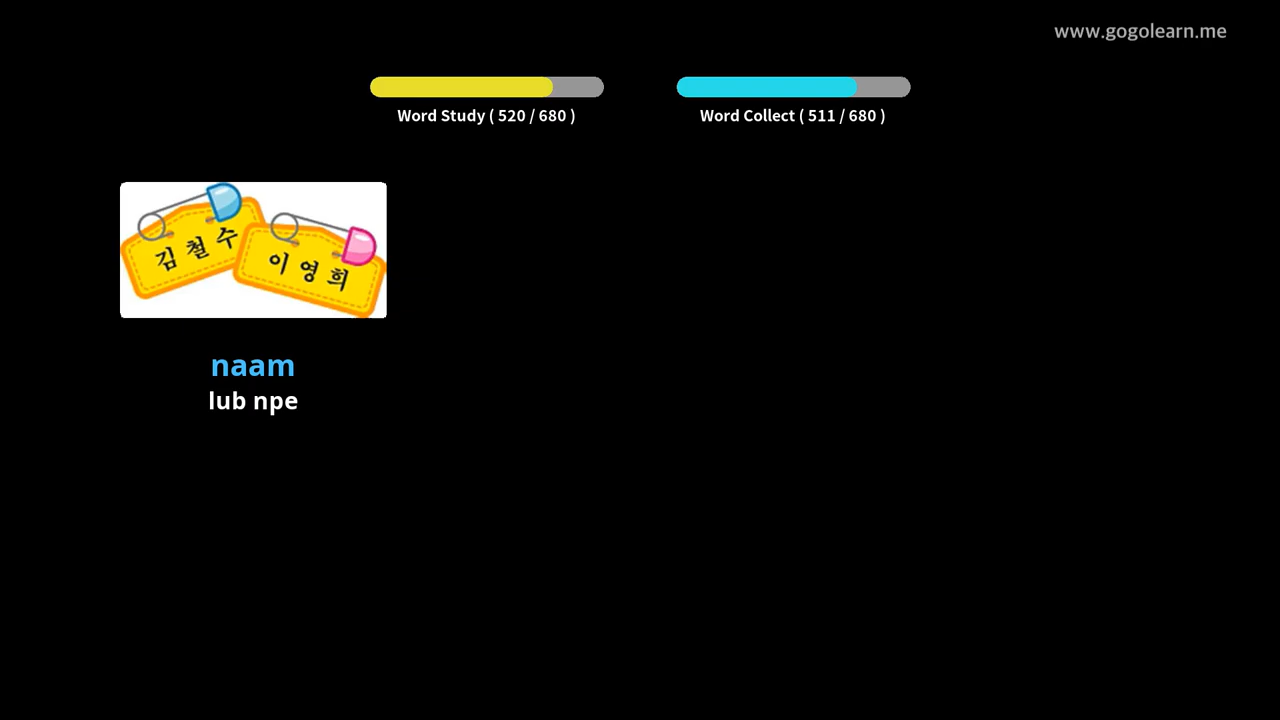 www.gogolearn.me
Word Study ( 520 / 680 )
Word Collect ( 511 / 680 )
김철수
이영희
naam
lub npe